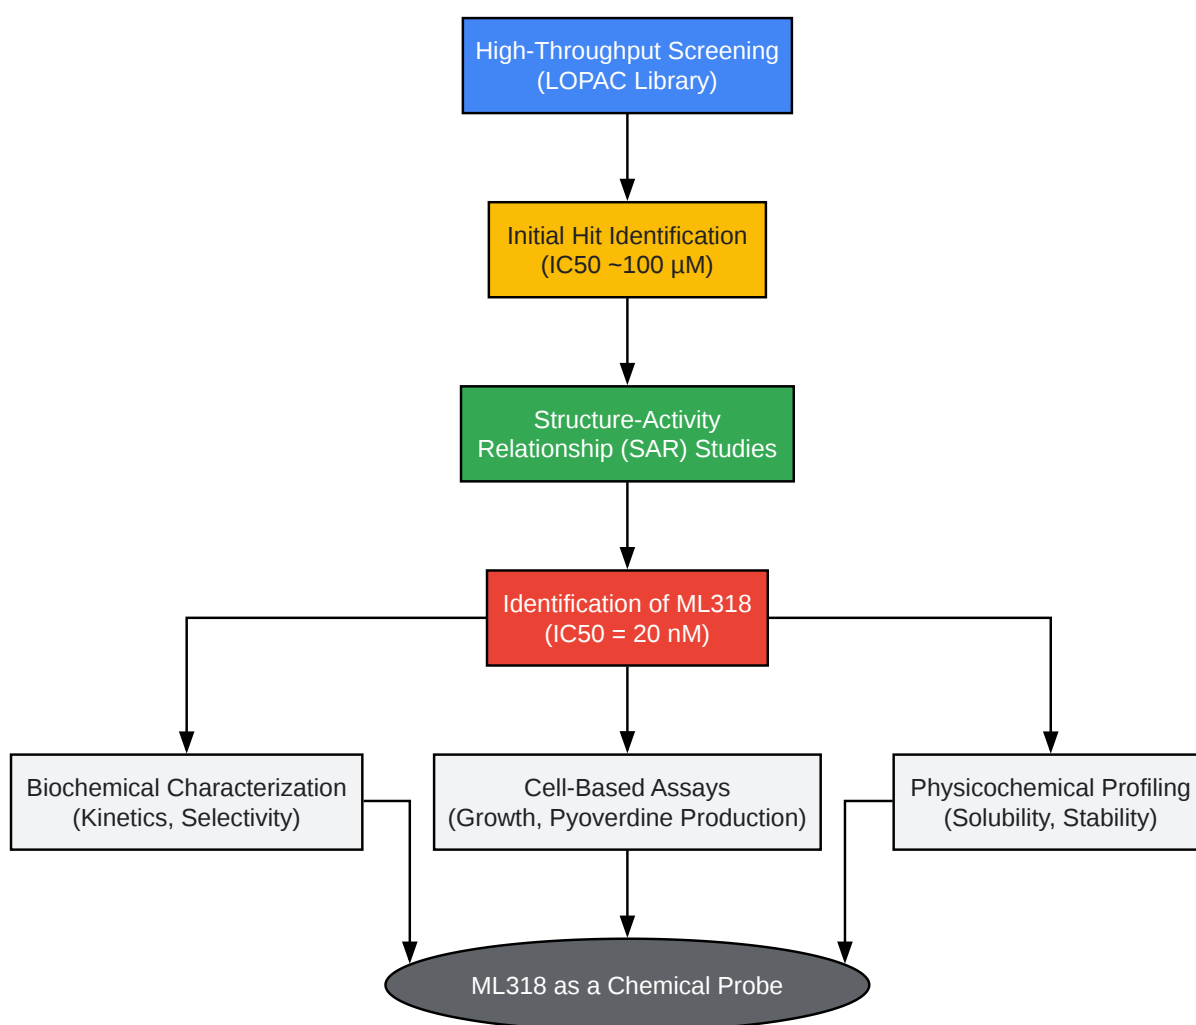 High-Throughput Screening
(LOPAC Library)
Initial Hit Identification
(IC50 ~100 µM)
Structure-Activity
Relationship (SAR) Studies
Identification of ML318
(IC50 = 20 nM)
Biochemical Characterization
(Kinetics, Selectivity)
Cell-Based Assays
(Growth, Pyoverdine Production)
Physicochemical Profiling
(Solubility, Stability)
ML318 as a Chemical Probe